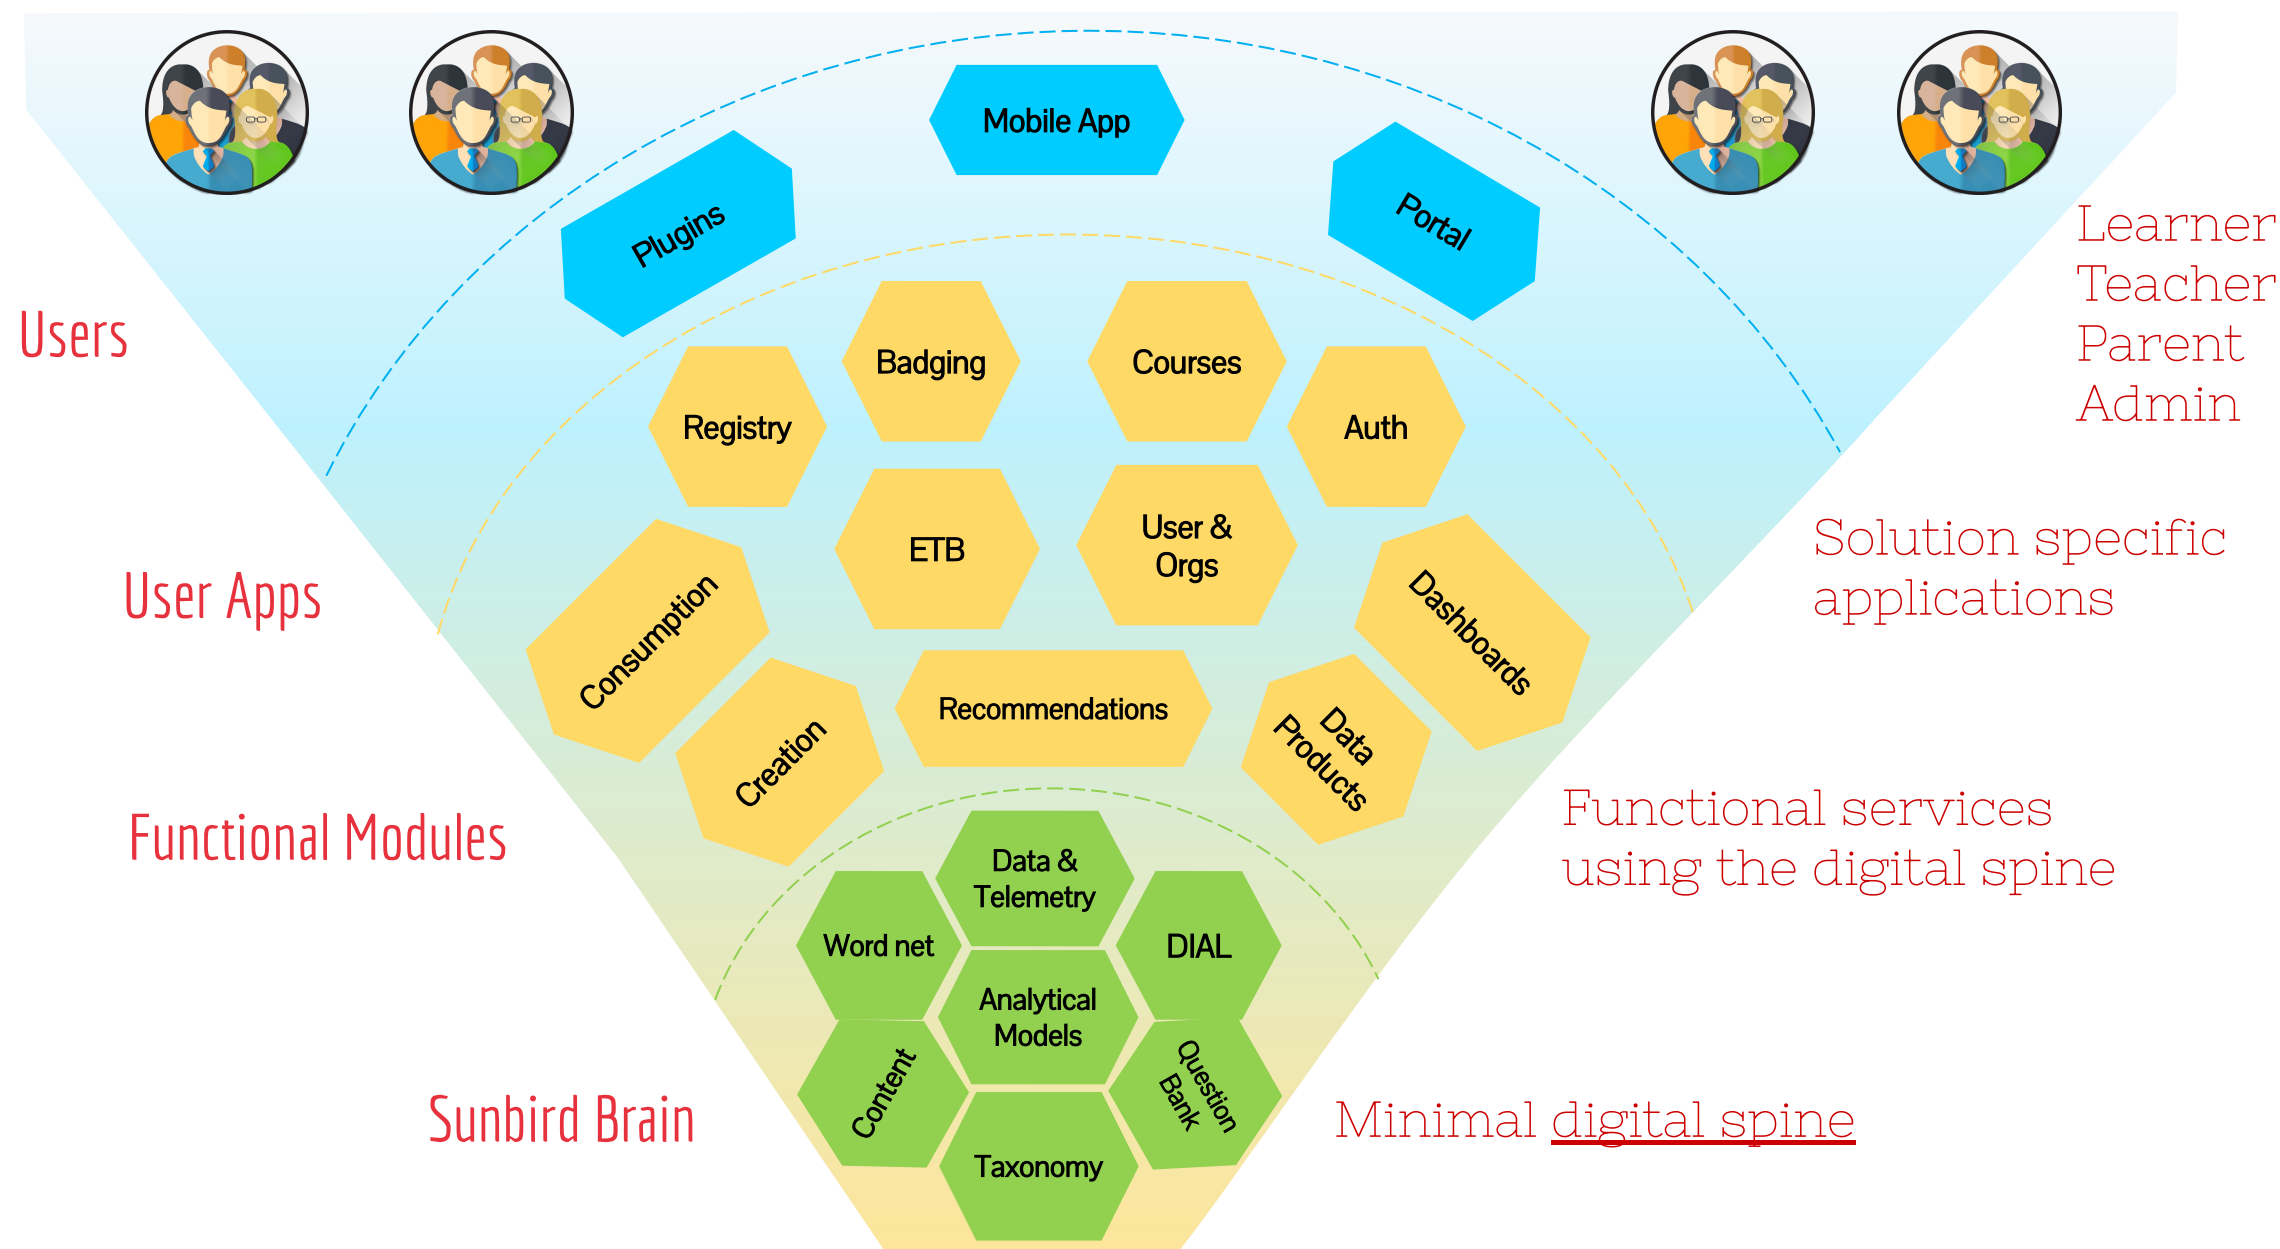 Mobile App
Plugins
Portal
Learner
Teacher
Parent
Admin
Users
Badging
Courses
Registry
Auth
ETB
User &
Orgs
Solution specific
applications
User Apps
Consumption
Dashboards
Recommendations
Creation
Data
Products
Functional Modules
Functional services
using the digital spine
Data &
Telemetry
Word net
DIAL
Analytical
Models
Content
Question
Bank
Sunbird Brain
Minimal digital spine
Taxonomy